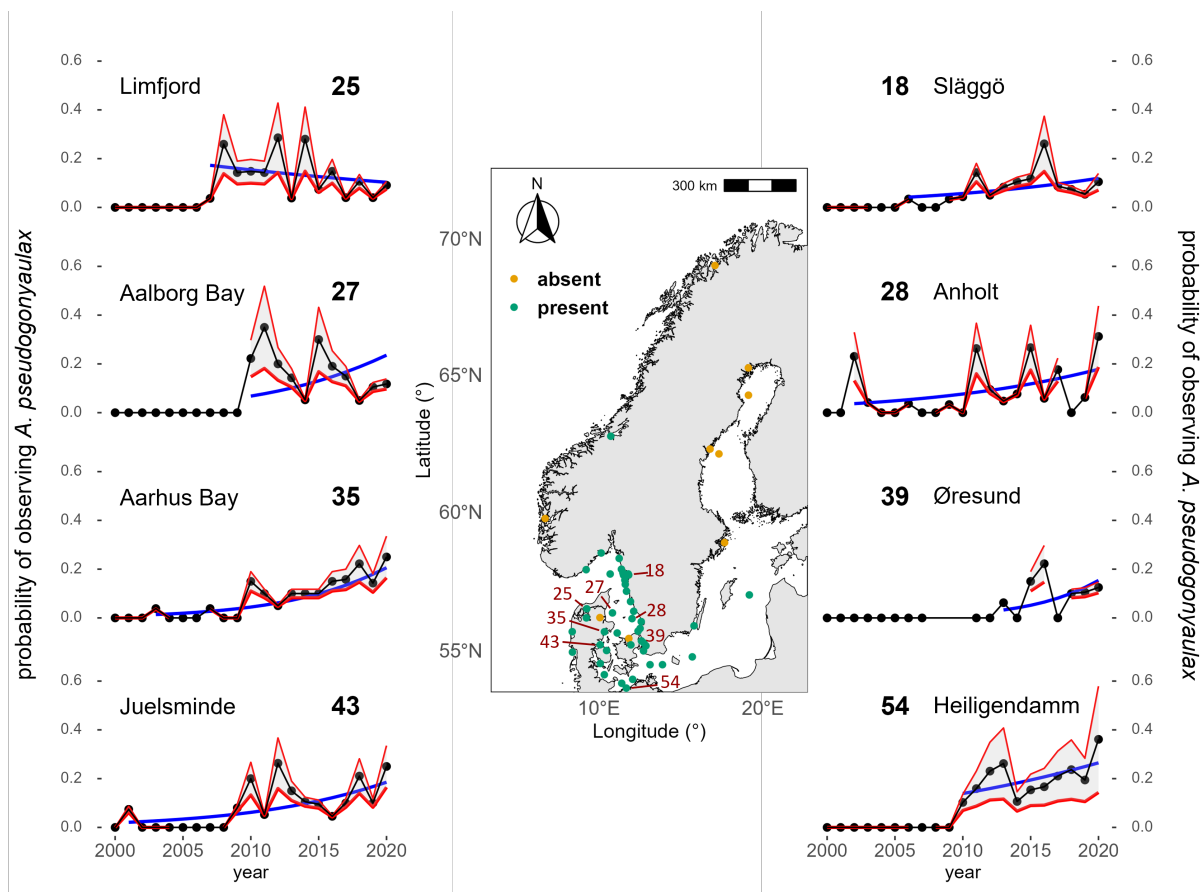 probability of observing A. pseudogonyaulax
0.6
0.4
0.2
0.0
Limfjord 25
0.6
0.4
0.2
0.0
Aalborg Bay 27
0.6
0.4
0.2
0.0
Aarhus Bay 35
0.6
0.4
0.2
0.0
Juelsminde 43
2000 2005 2010 2015 2020
year
Latitude (°)
70°N
65°N
60°N
55°N
300 km
N
absent
present
18
27
25
28
35
39
43
54
10°E 20°E
Longitude (°)
18 Släggö
0.6
0.4
0.2
0.0
28 Anholt
0.6
0.4
0.2
0.0
39 Øresund
0.6
0.4
0.2
0.0
54 Heiligendamm
0.6
0.4
0.2
0.0
2000 2005 2010 2015 2020
year
probability of observing A. pseudogonyaulax